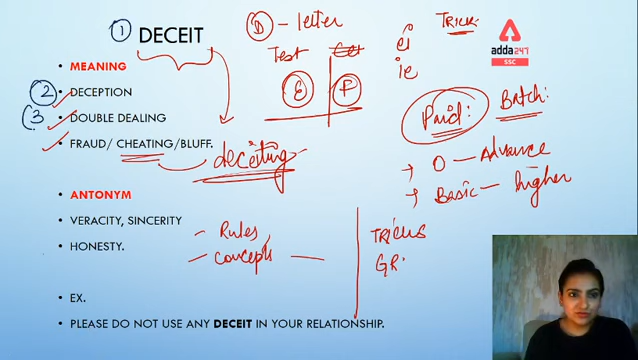 1 DECEIT
MEANING
2 DECEPTION
3 DOUBLE DEALING
FRAUD/ CHEATING/BLUFF.
deceiting
ANTONYM
VERACITY, SINCERITY
HONESTY.
EX.
PLEASE DO NOT USE ANY DECEIT IN YOUR RELATIONSHIP.
D - letter
Test
E P
ei
ie
TRICK:
adda247
SSC
Paid: Batch:
→ 0 - Advance
→ Basic - higher
- Rules
- Concepts -
TRICKS
GR